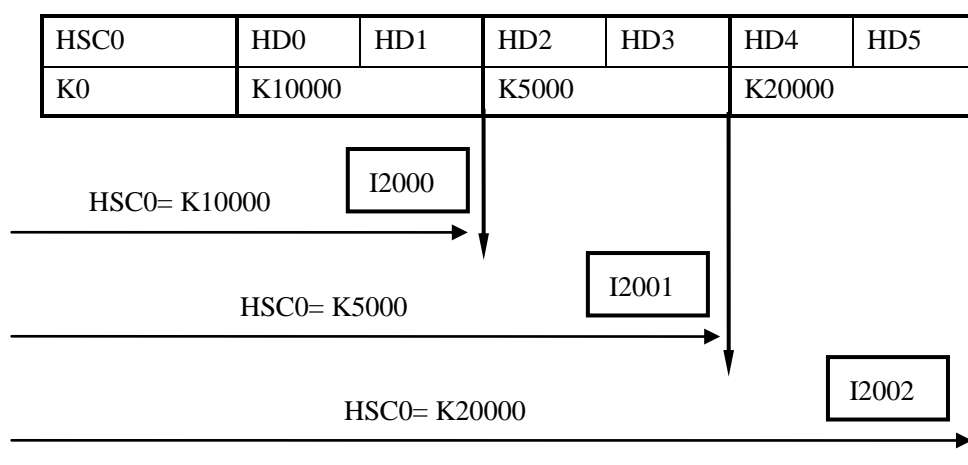 HSC0 HD0 HD1 HD2 HD3 HD4 HD5
K0 K10000 K5000 K20000
I2000
HSC0= K10000
I2001
HSC0= K5000
I2002
HSC0= K20000